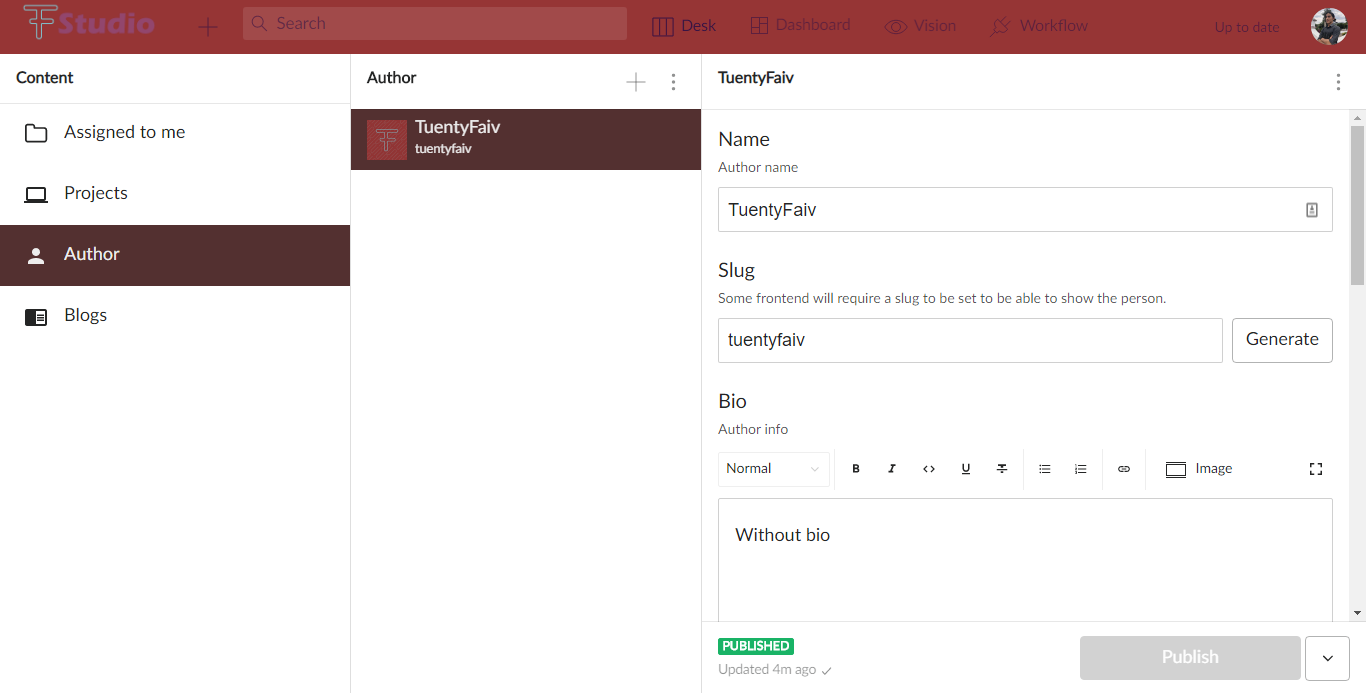 Studio
Search
Desk
Dashboard
Vision
Workflow
Up to date
Content
Assigned to me
Projects
Author
Blogs
Author
TuentyFaiv
tuentyfaiv
TuentyFaiv
Name
Author name
TuentyFaiv
Slug
Some frontend will require a slug to be set to be able to show the person.
tuentyfaiv
Generate
Bio
Author info
Normal
B
I
<>
U
T
Image
Without bio
PUBLISHED
Updated 4m ago
Publish